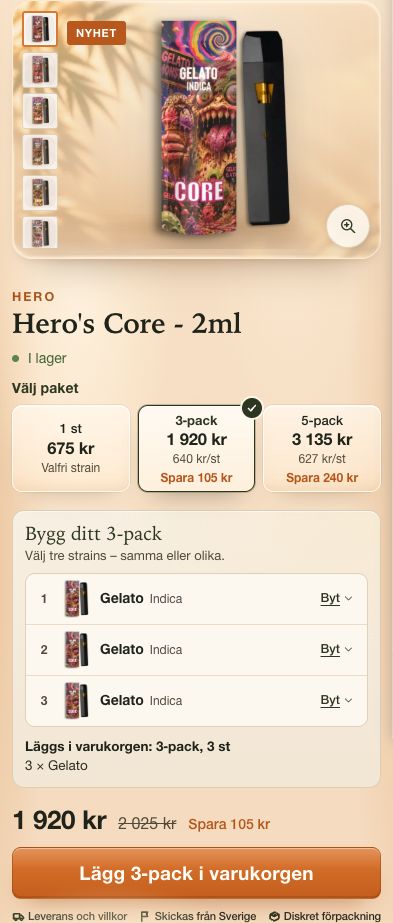 NYHET
GELATO
INDICA
CORE
HERO
Hero's Core - 2ml
I lager
Välj paket
1 st
675 kr
Valfri strain
3-pack
1 920 kr
640 kr/st
Spara 105 kr
5-pack
3 135 kr
627 kr/st
Spara 240 kr
Bygg ditt 3-pack
Välj tre strains – samma eller olika.
1 Gelato Indica Byt
2 Gelato Indica Byt
3 Gelato Indica Byt
Läggs i varukorgen: 3-pack, 3 st
3 × Gelato
1 920 kr 2 025 kr Spara 105 kr
Lägg 3-pack i varukorgen
Leverans och villkor Skickas från Sverige Diskret förpackning